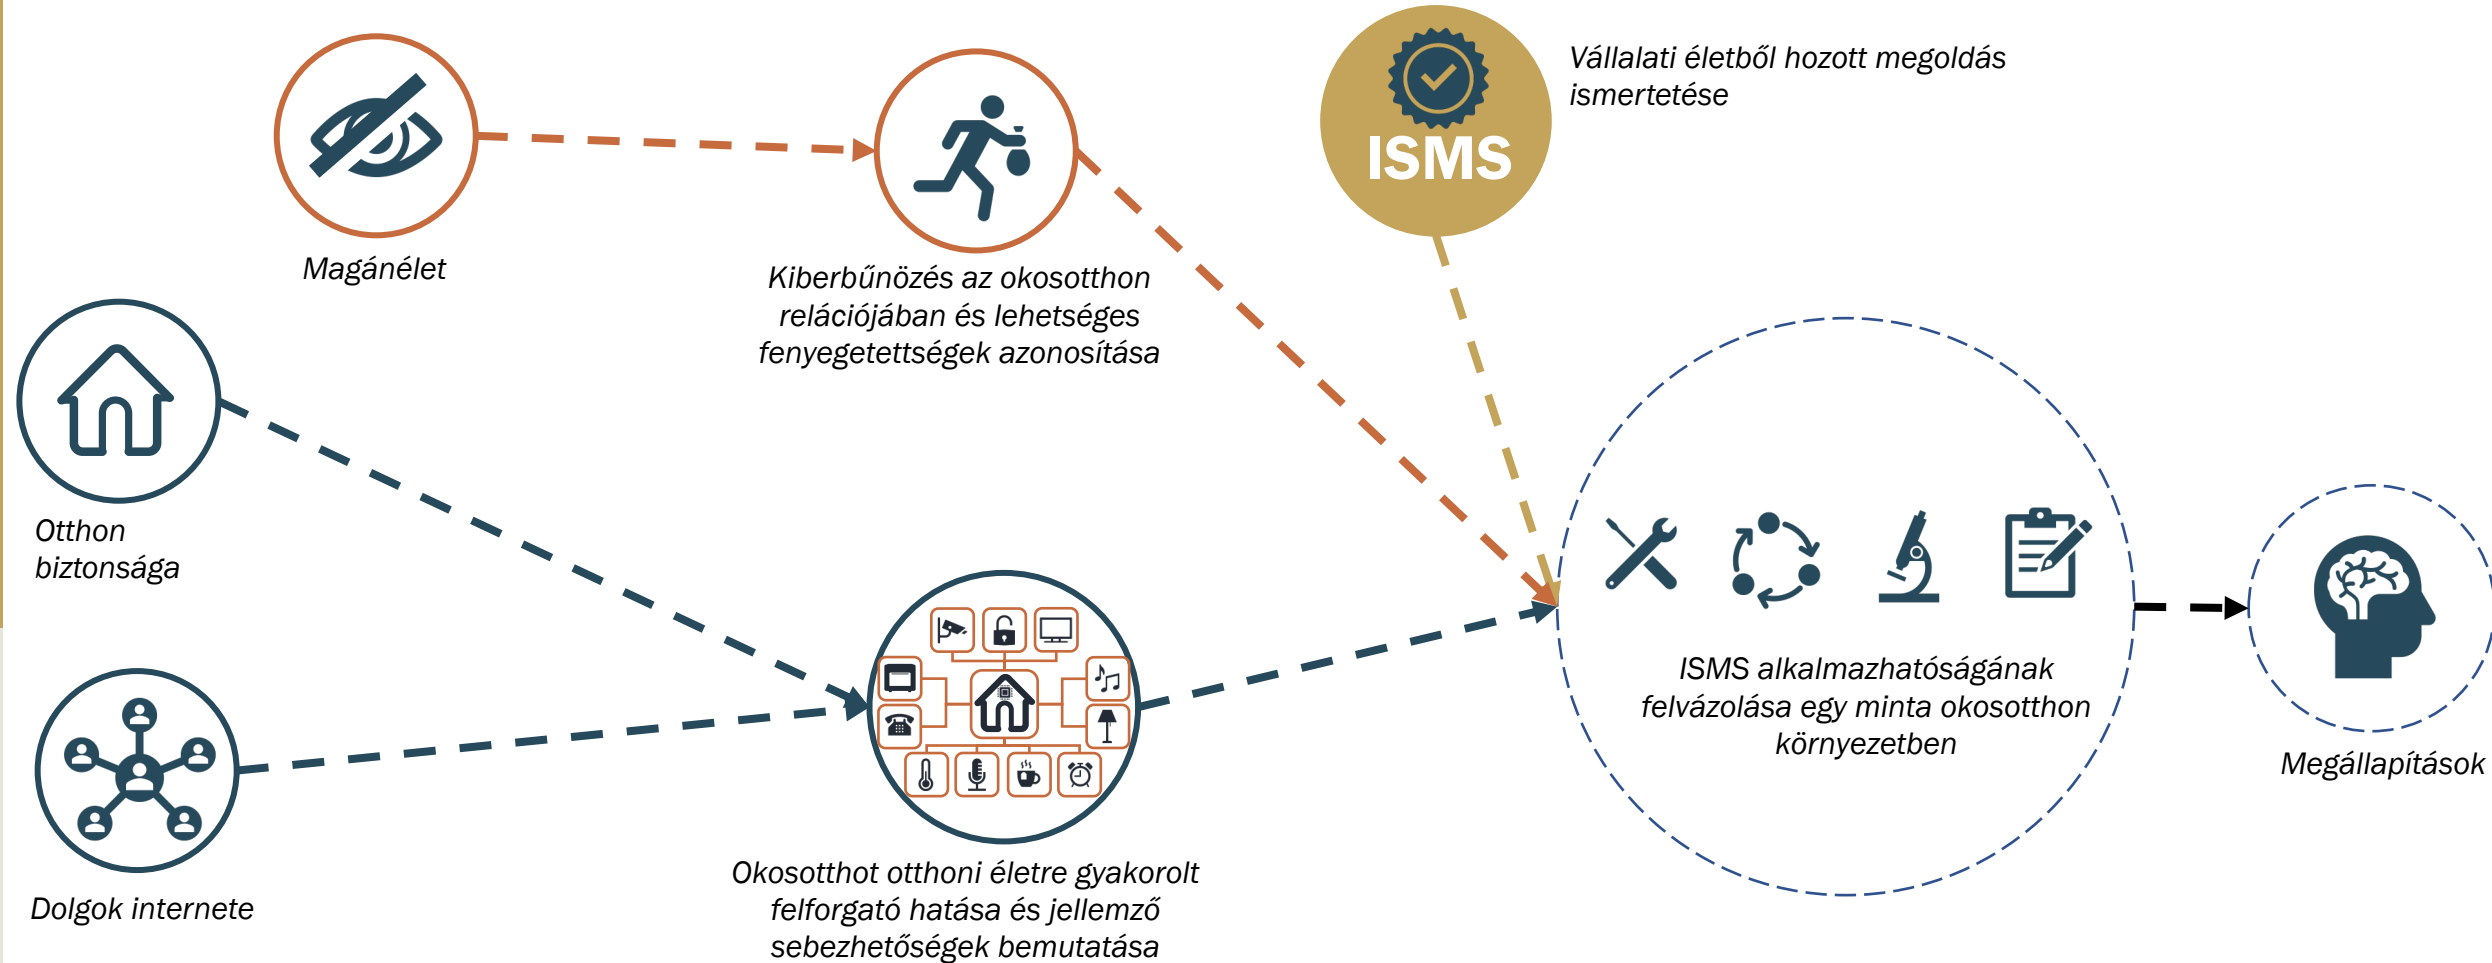 Magánélet
Kiberbűnözés az okosotthon
relációjában és lehetséges
fenyegetettségek azonosítása
ISMS
Vállalati életből hozott megoldás
ismertetése
Otthon
biztonsága
Dolgok internete
Okosotthot otthoni életre gyakorolt
felforgató hatása és jellemző
sebezhetőségek bemutatása
ISMS alkalmazhatóságának
felvázolása egy minta okosotthon
környezetben
Megállapítások